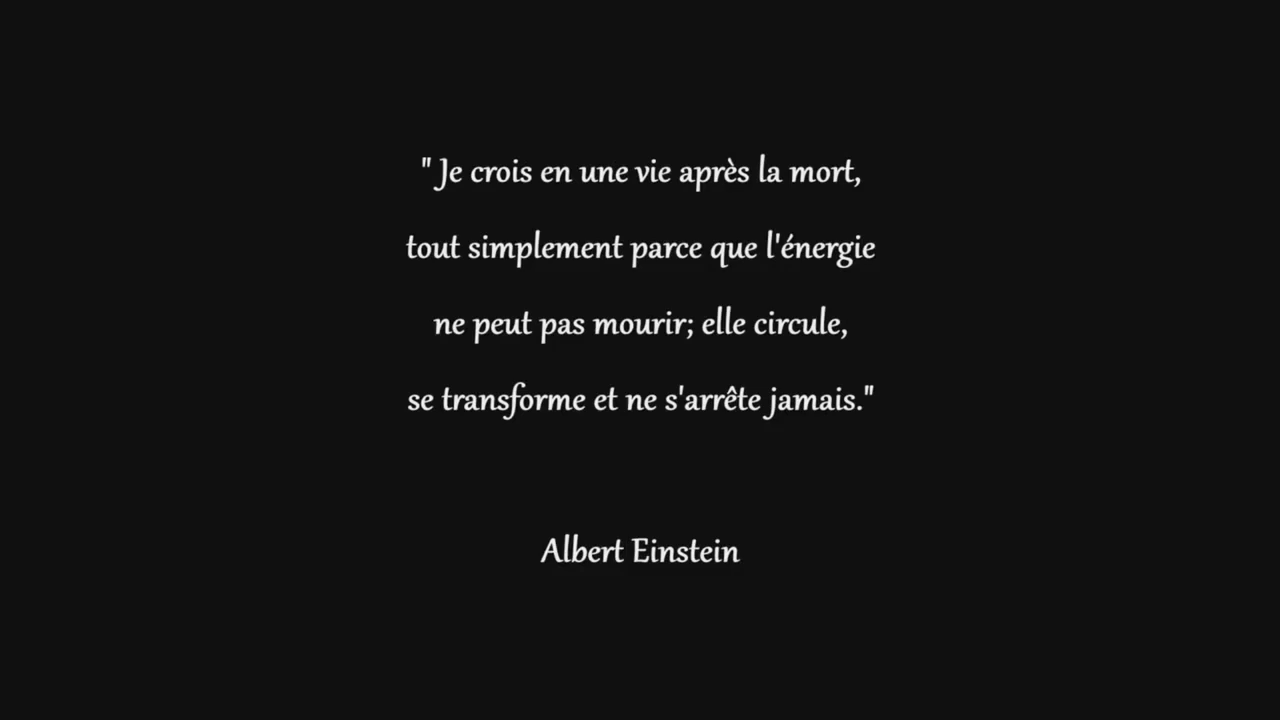 " Je crois en une vie après la mort,
tout simplement parce que l'énergie
ne peut pas mourir; elle circule,
se transforme et ne s'arrête jamais."
Albert Einstein